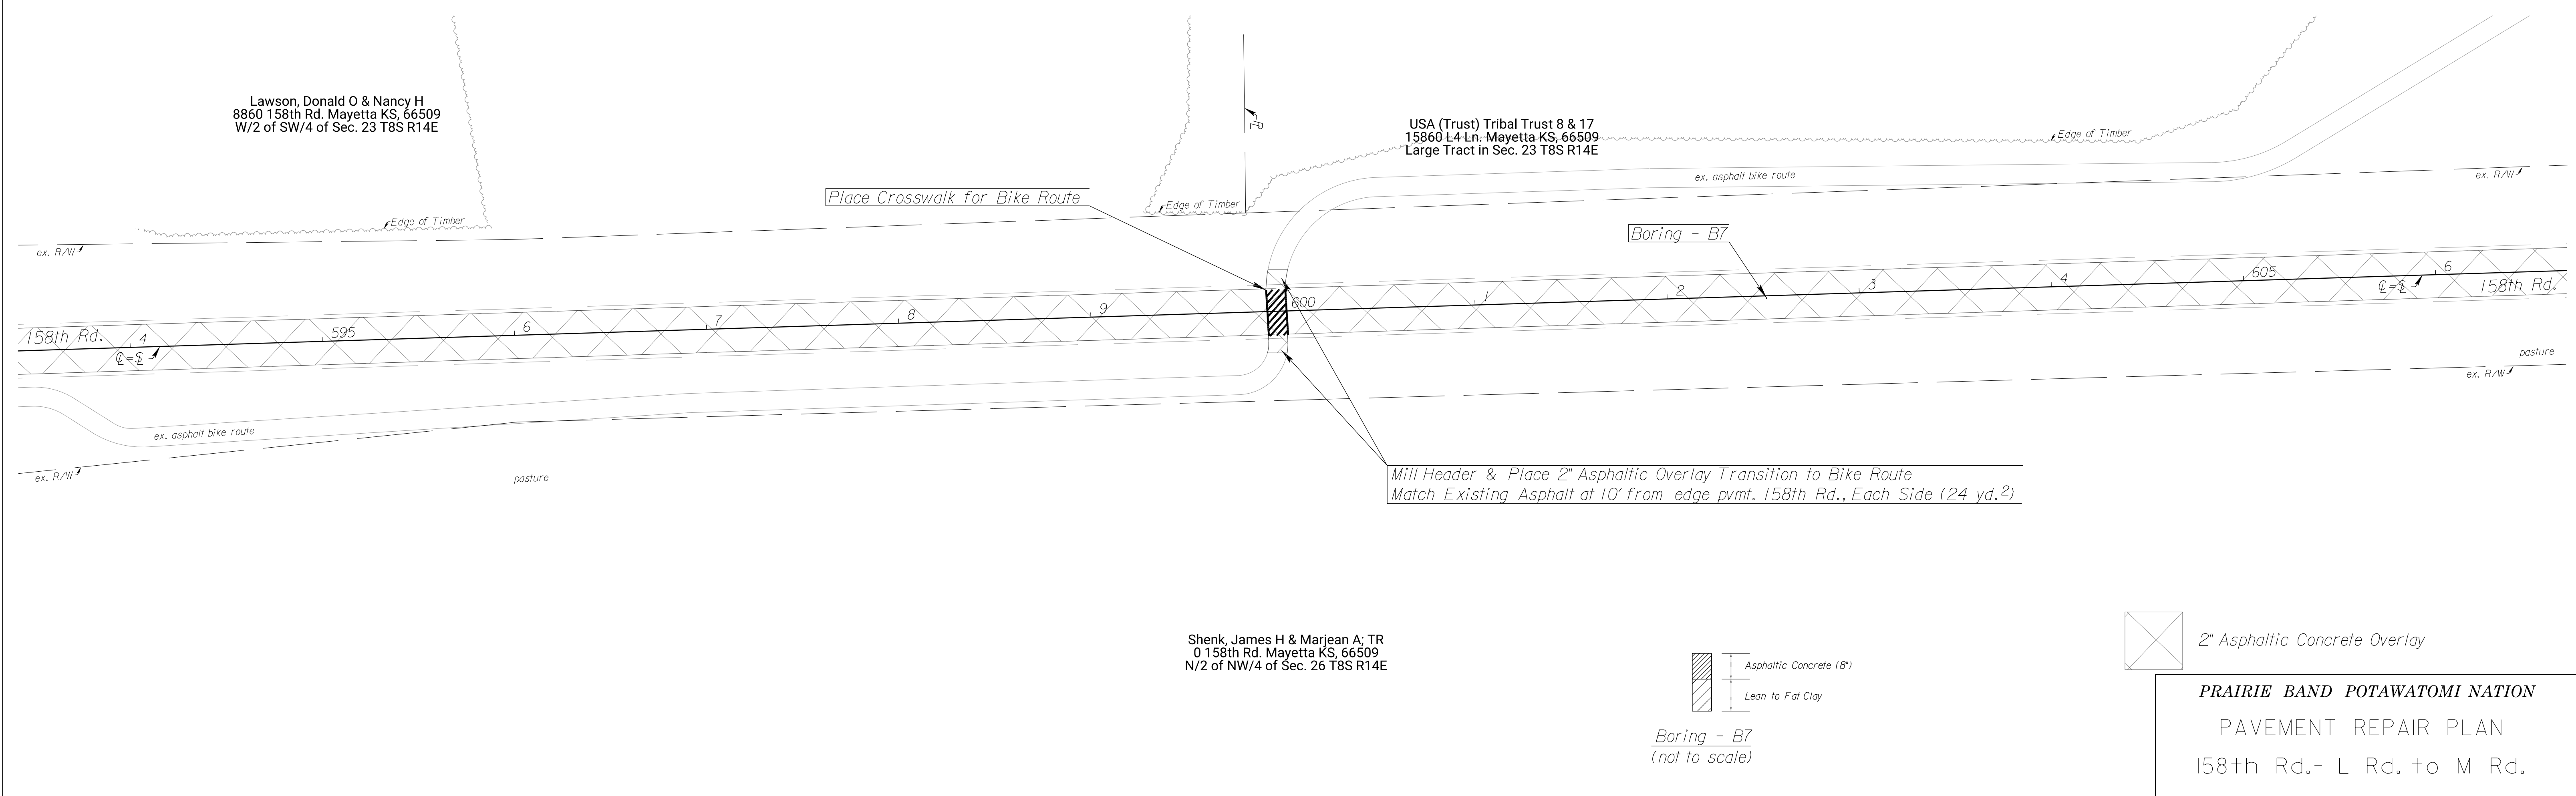 Lawson, Donald O & Nancy H
8860 158th Rd. Mayetta KS, 66509
W/2 of SW/4 of Sec. 23 T8S R14E
USA (Trust) Tribal Trust 8 & 17
15860 L4 Ln. Mayetta KS, 66509
Large Tract in Sec. 23 T8S R14E
PL
Edge of Timber
ex. asphalt bike route
ex. R/W
Place Crosswalk for Bike Route
Edge of Timber
Edge of Timber
ex. R/W
Boring - B7
158th Rd.
4
595
6
7
8
9
600
1
2
3
4
605
6
158th Rd.
℄=SL
℄=SL
pasture
ex. R/W
ex. asphalt bike route
ex. R/W
pasture
Mill Header & Place 2" Asphaltic Overlay Transition to Bike Route
Match Existing Asphalt at 10' from edge pvmt. 158th Rd., Each Side (24 yd.²)
Shenk, James H & Marjean A; TR
0 158th Rd. Mayetta KS, 66509
N/2 of NW/4 of Sec. 26 T8S R14E
Asphaltic Concrete (8")
Lean to Fat Clay
Boring - B7
(not to scale)
2" Asphaltic Concrete Overlay
PRAIRIE BAND POTAWATOMI NATION
PAVEMENT REPAIR PLAN
158th Rd.- L Rd. to M Rd.